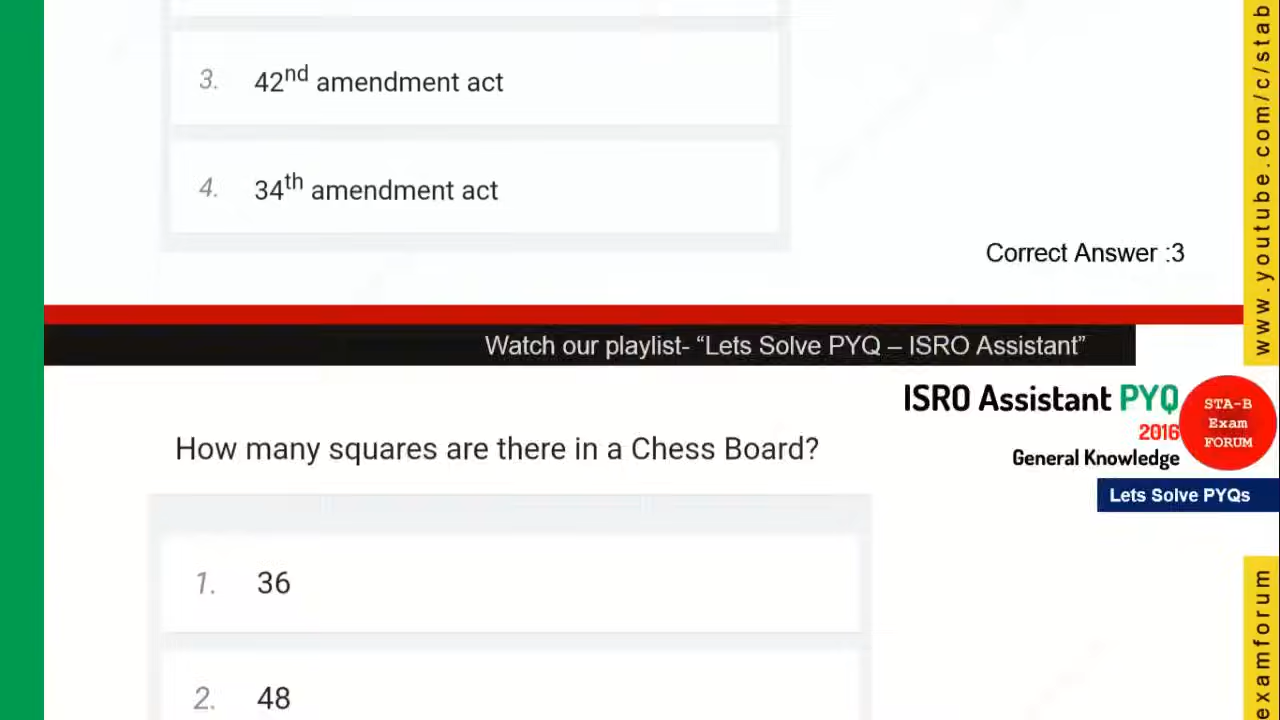 3. 42nd amendment act
4. 34th amendment act
Correct Answer :3
www.youtube.com/c/stab
Watch our playlist- “Lets Solve PYQ – ISRO Assistant”
ISRO Assistant PYQ
2016
General Knowledge
STA-B
Exam
FORUM
Lets Solve PYQs
How many squares are there in a Chess Board?
1. 36
2. 48
examforum